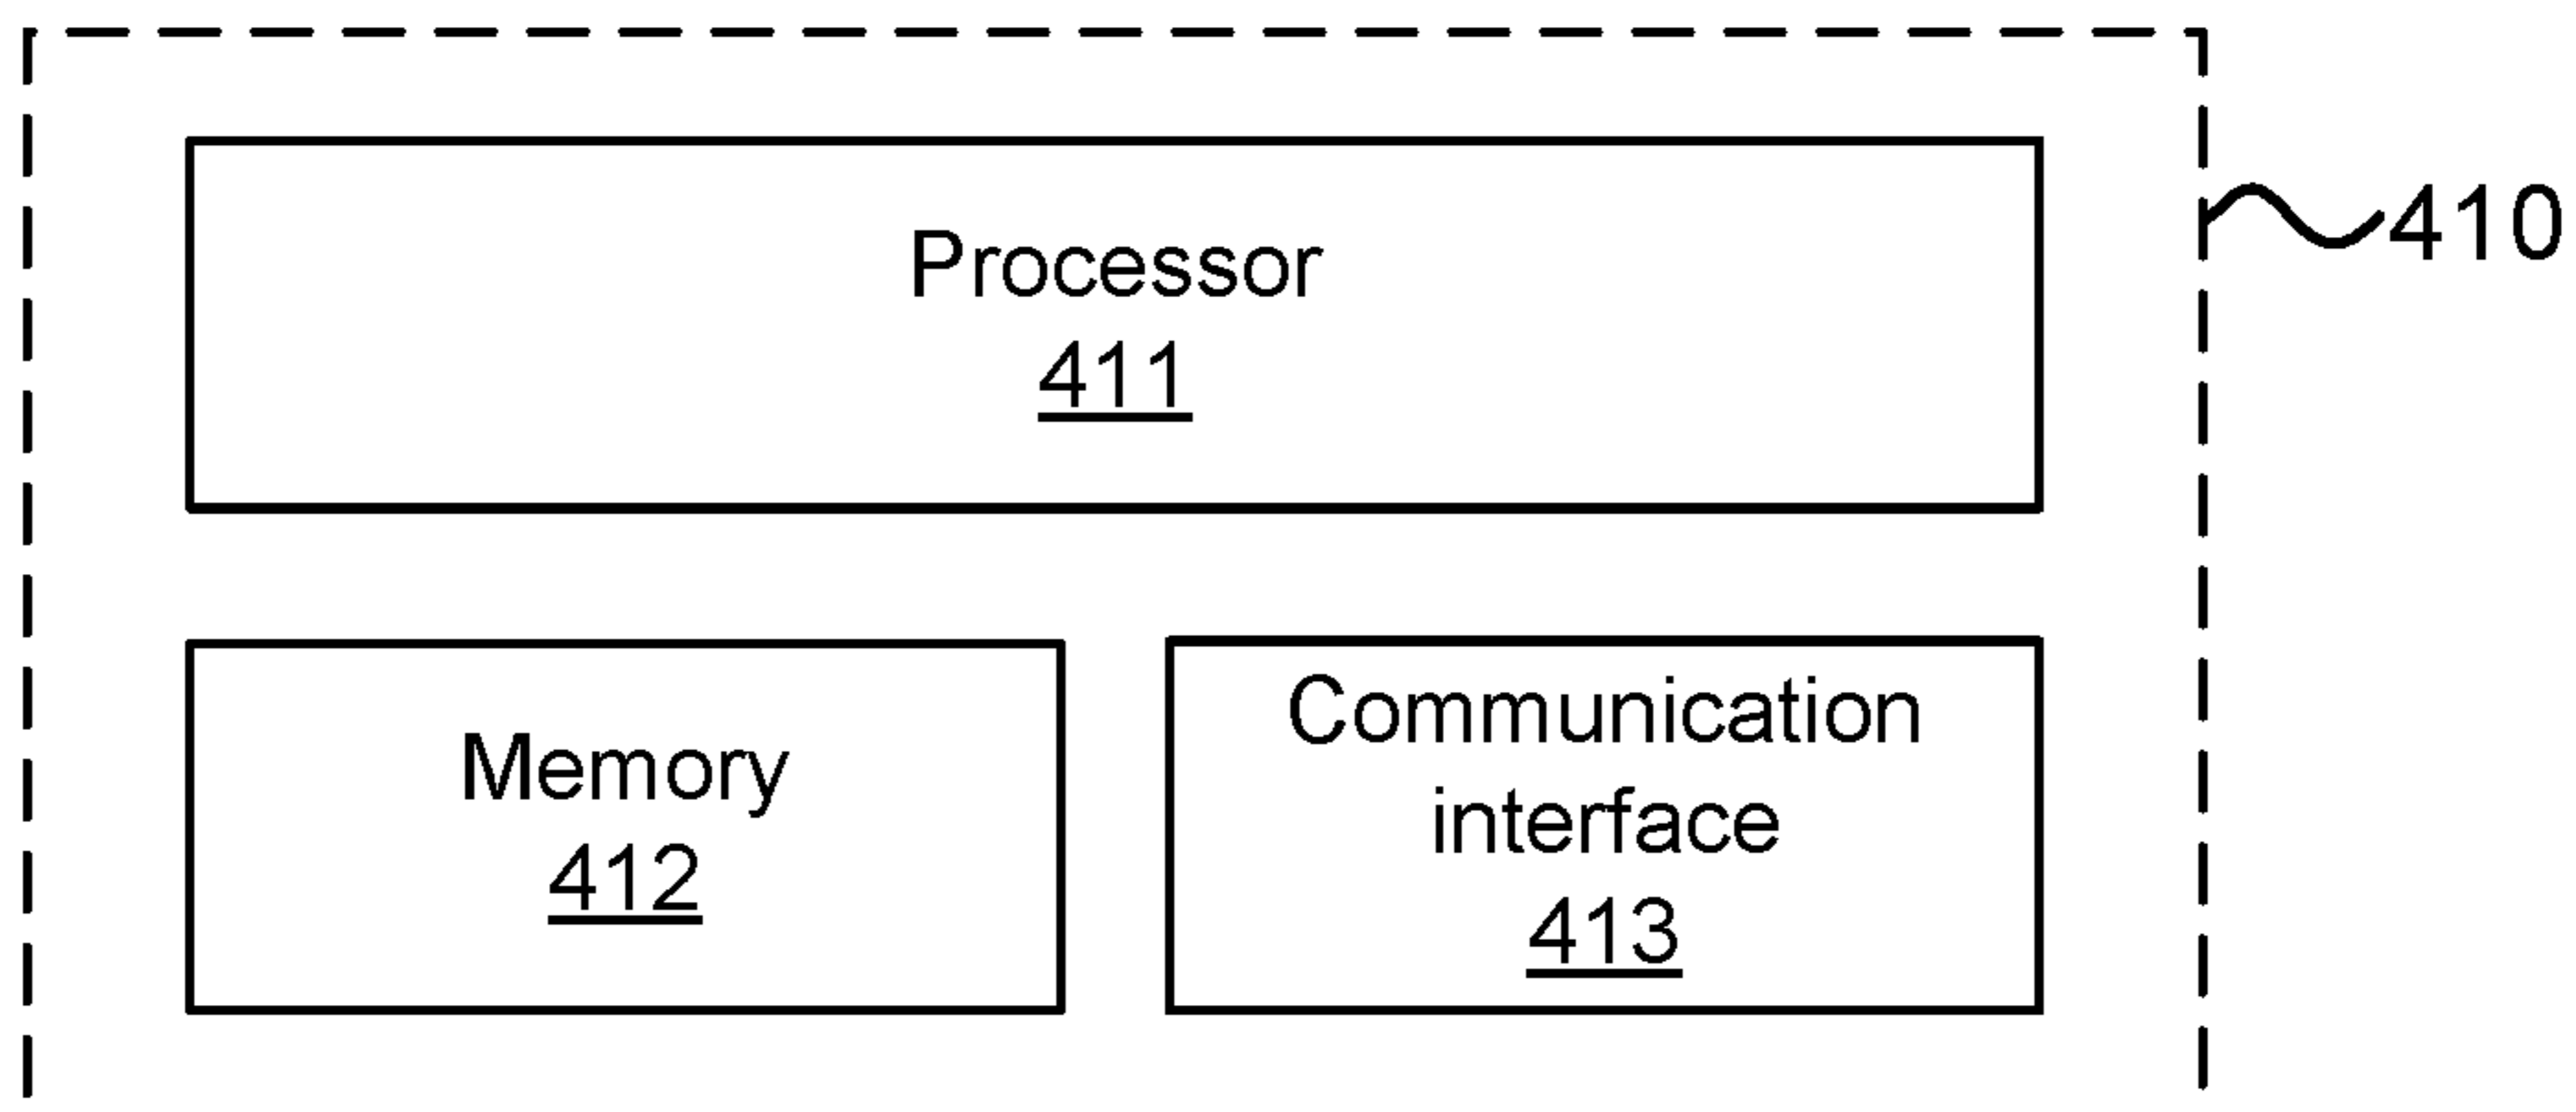 Processor
411
410
Memory
412
Communication
interface
413